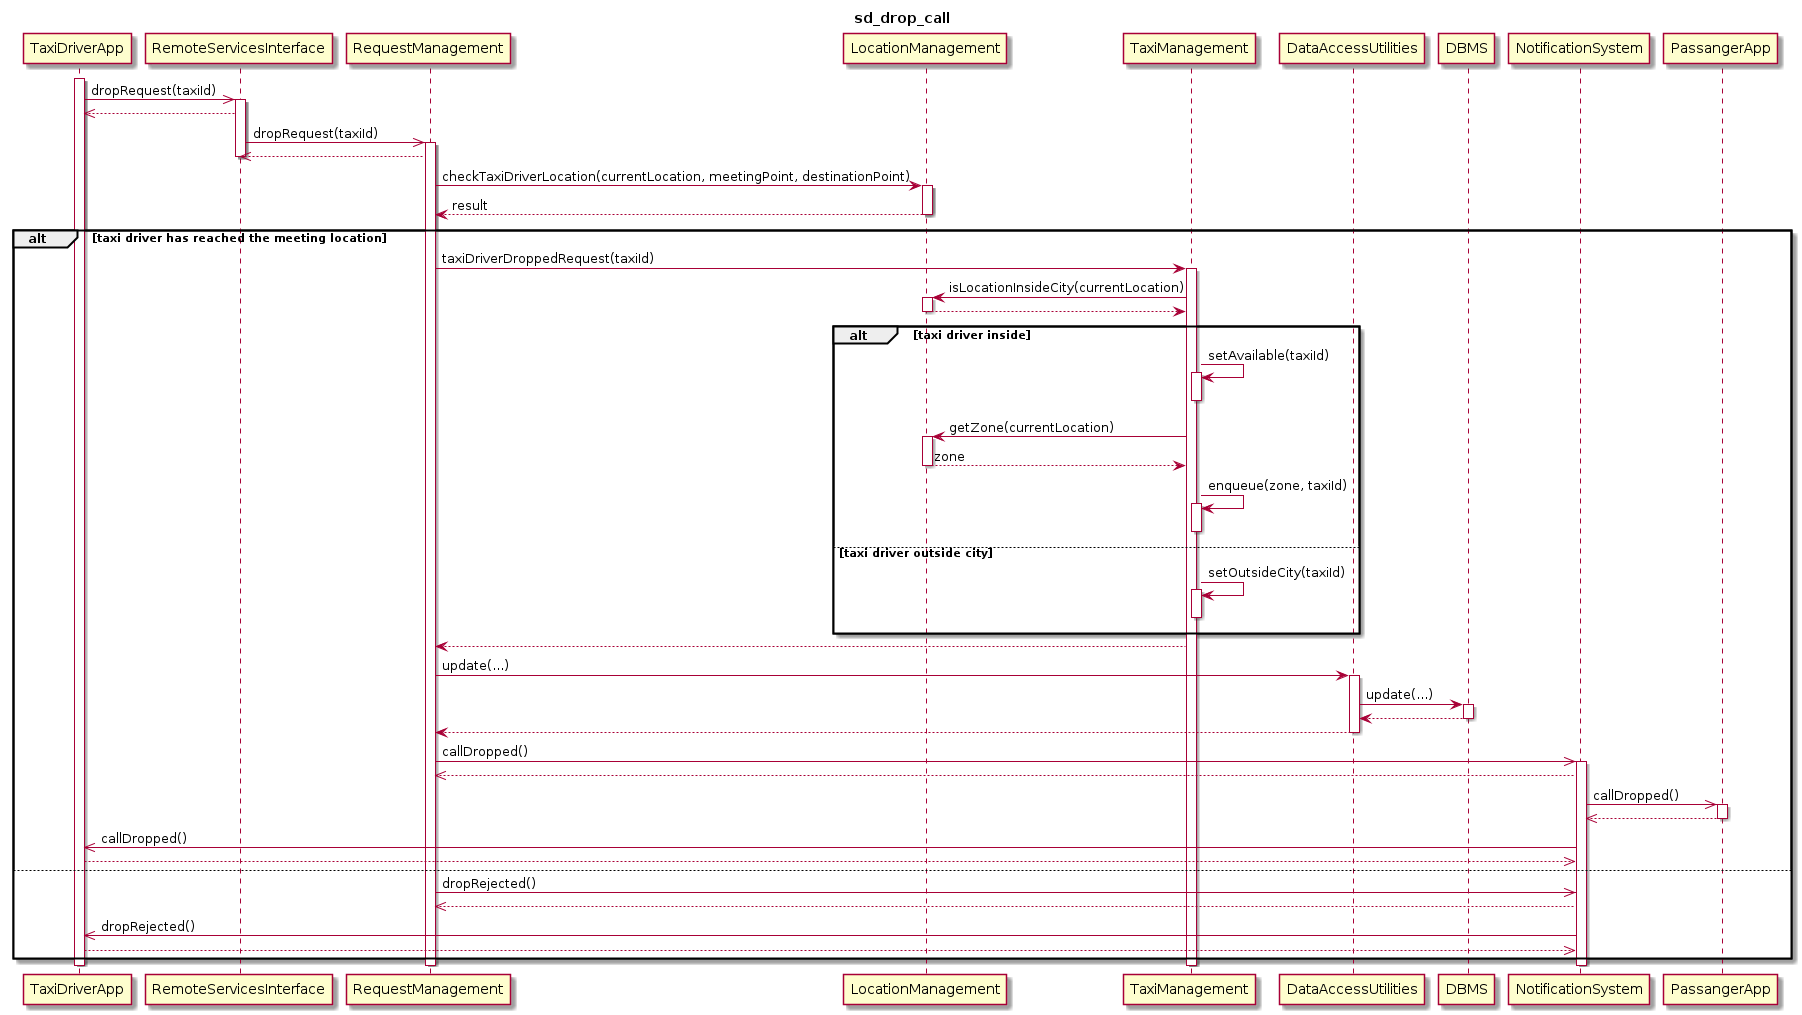 sd_drop_call
TaxiDriverApp RemoteServicesInterface RequestManagement LocationManagement TaxiManagement DataAccessUtilities DBMS NotificationSystem PassangerApp
dropRequest(taxiId)
dropRequest(taxiId)
checkTaxiDriverLocation(currentLocation, meetingPoint, destinationPoint)
result
alt [taxi driver has reached the meeting location]
taxiDriverDroppedRequest(taxiId)
isLocationInsideCity(currentLocation)
alt [taxi driver inside]
setAvailable(taxiId)
getZone(currentLocation)
zone
enqueue(zone, taxiId)
[taxi driver outside city]
setOutsideCity(taxiId)
update(...)
update(...)
callDropped()
callDropped()
callDropped()
dropRejected()
dropRejected()
TaxiDriverApp RemoteServicesInterface RequestManagement LocationManagement TaxiManagement DataAccessUtilities DBMS NotificationSystem PassangerApp